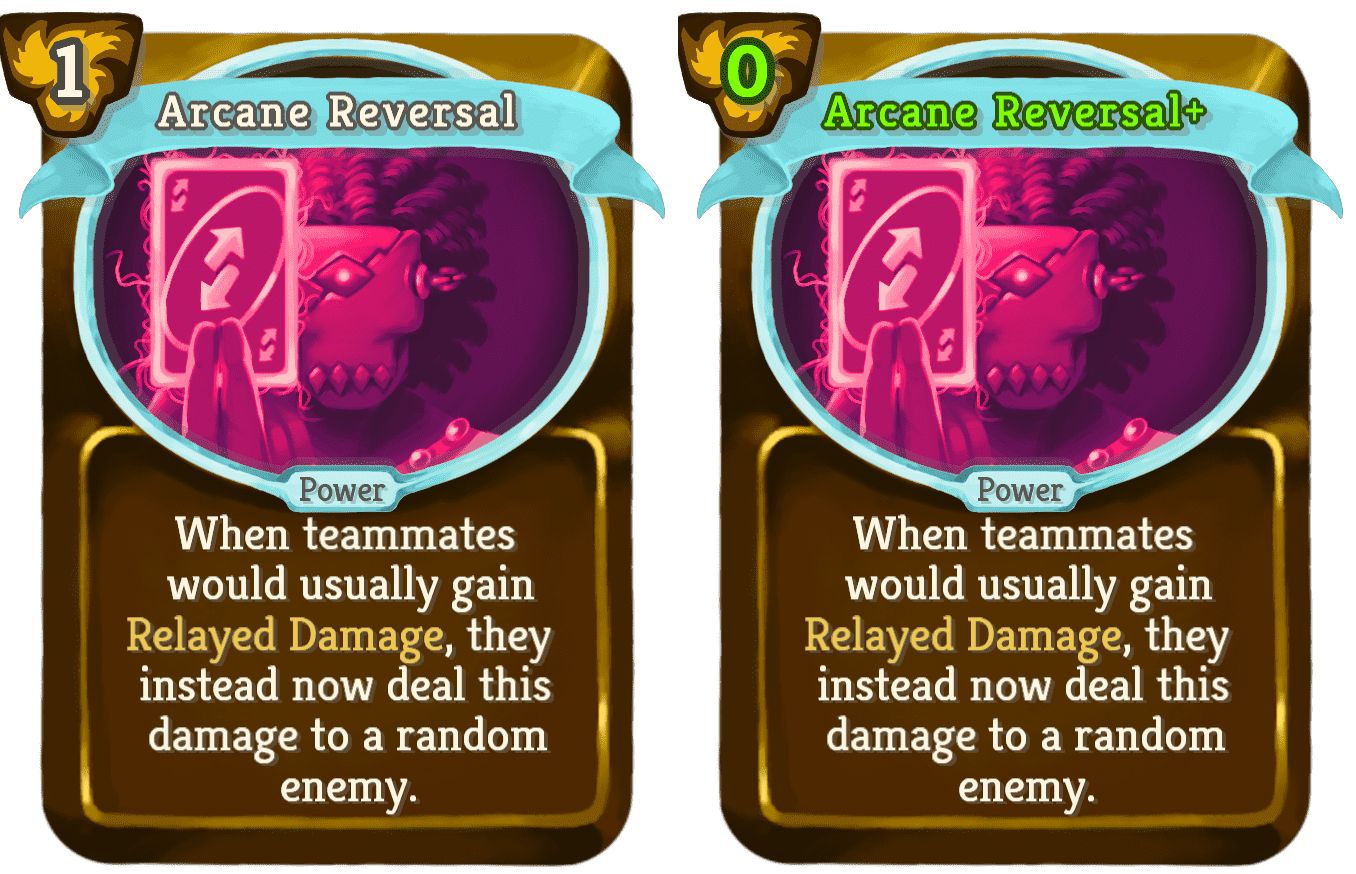 1
Arcane Reversal
Power
When teammates
would usually gain
Relayed Damage, they
instead now deal this
damage to a random
enemy.
0
Arcane Reversal+
Power
When teammates
would usually gain
Relayed Damage, they
instead now deal this
damage to a random
enemy.